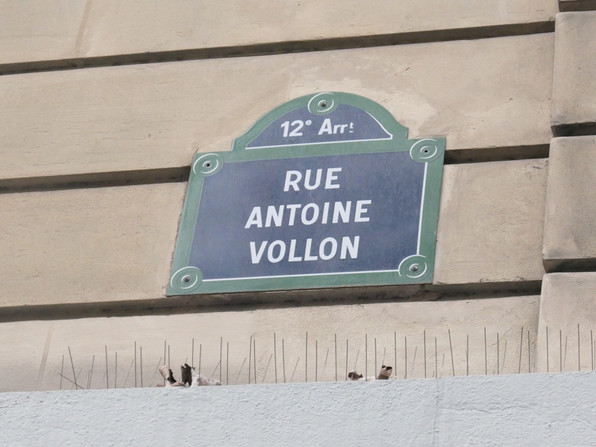 12e Arrt
RUE
ANTOINE
VOLLON